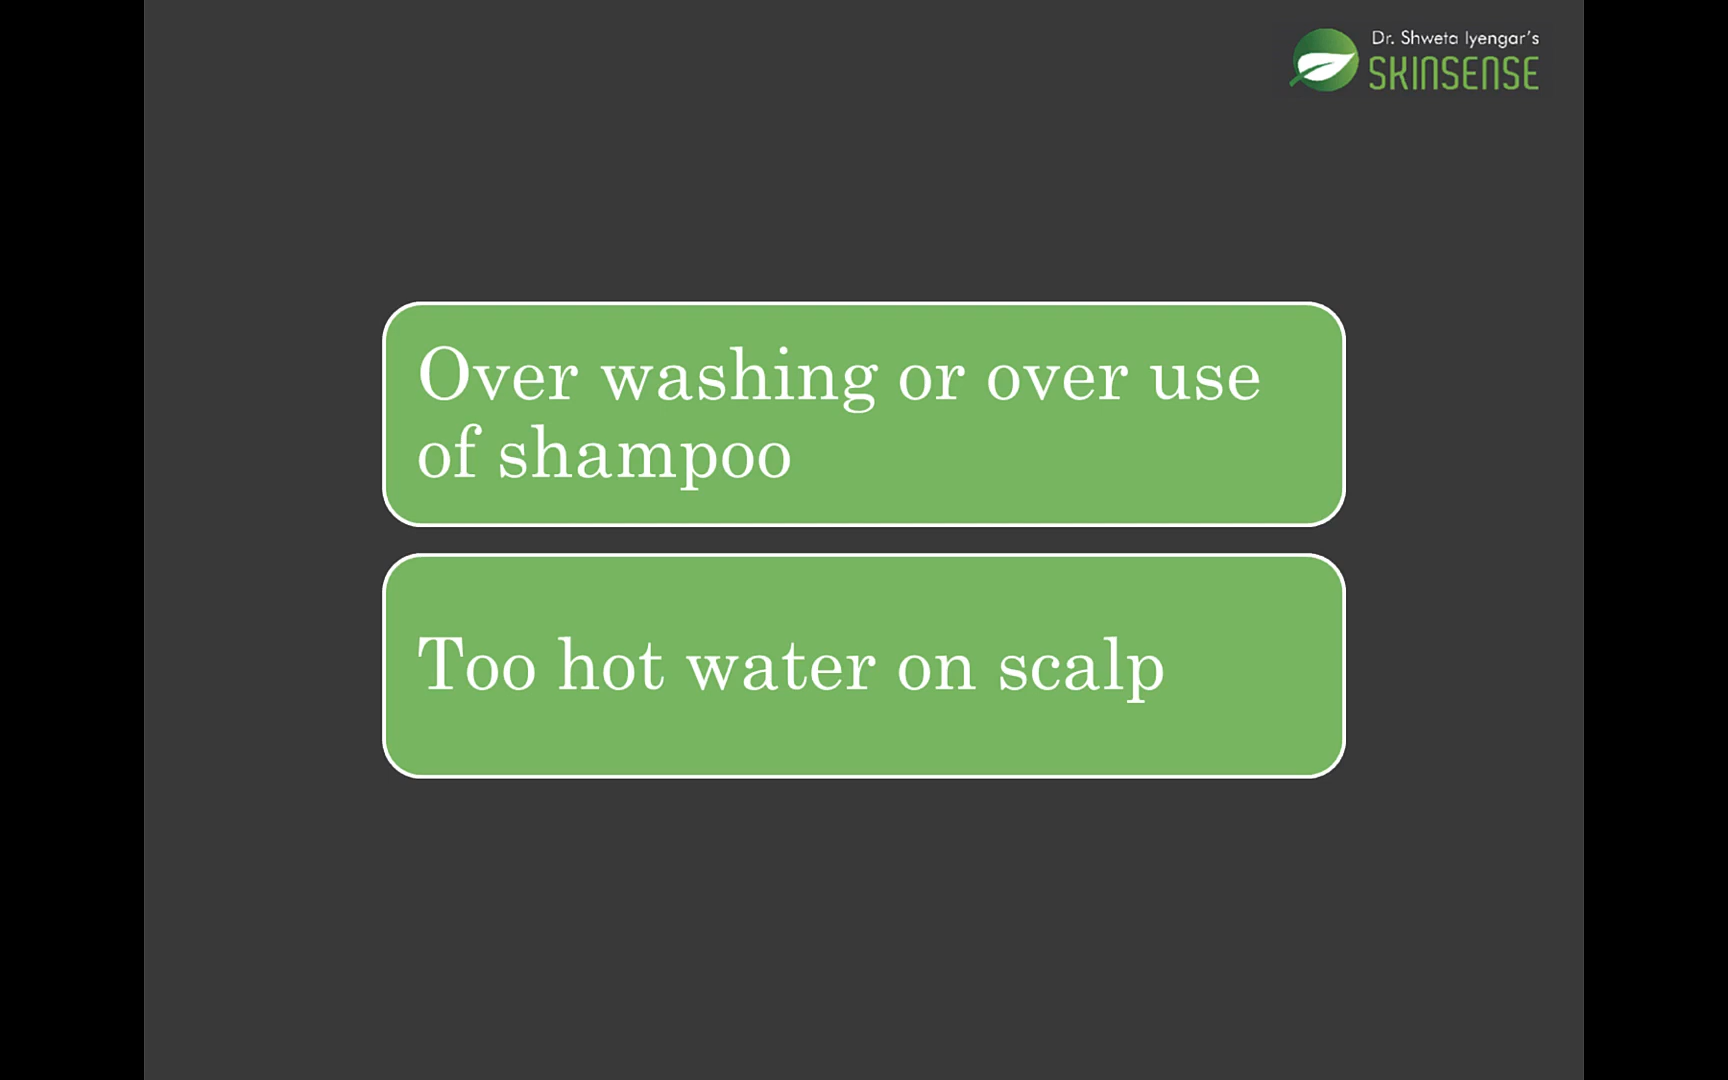 Dr. Shweta Iyengar's
SKINSENSE
Over washing or over use
of shampoo
Too hot water on scalp